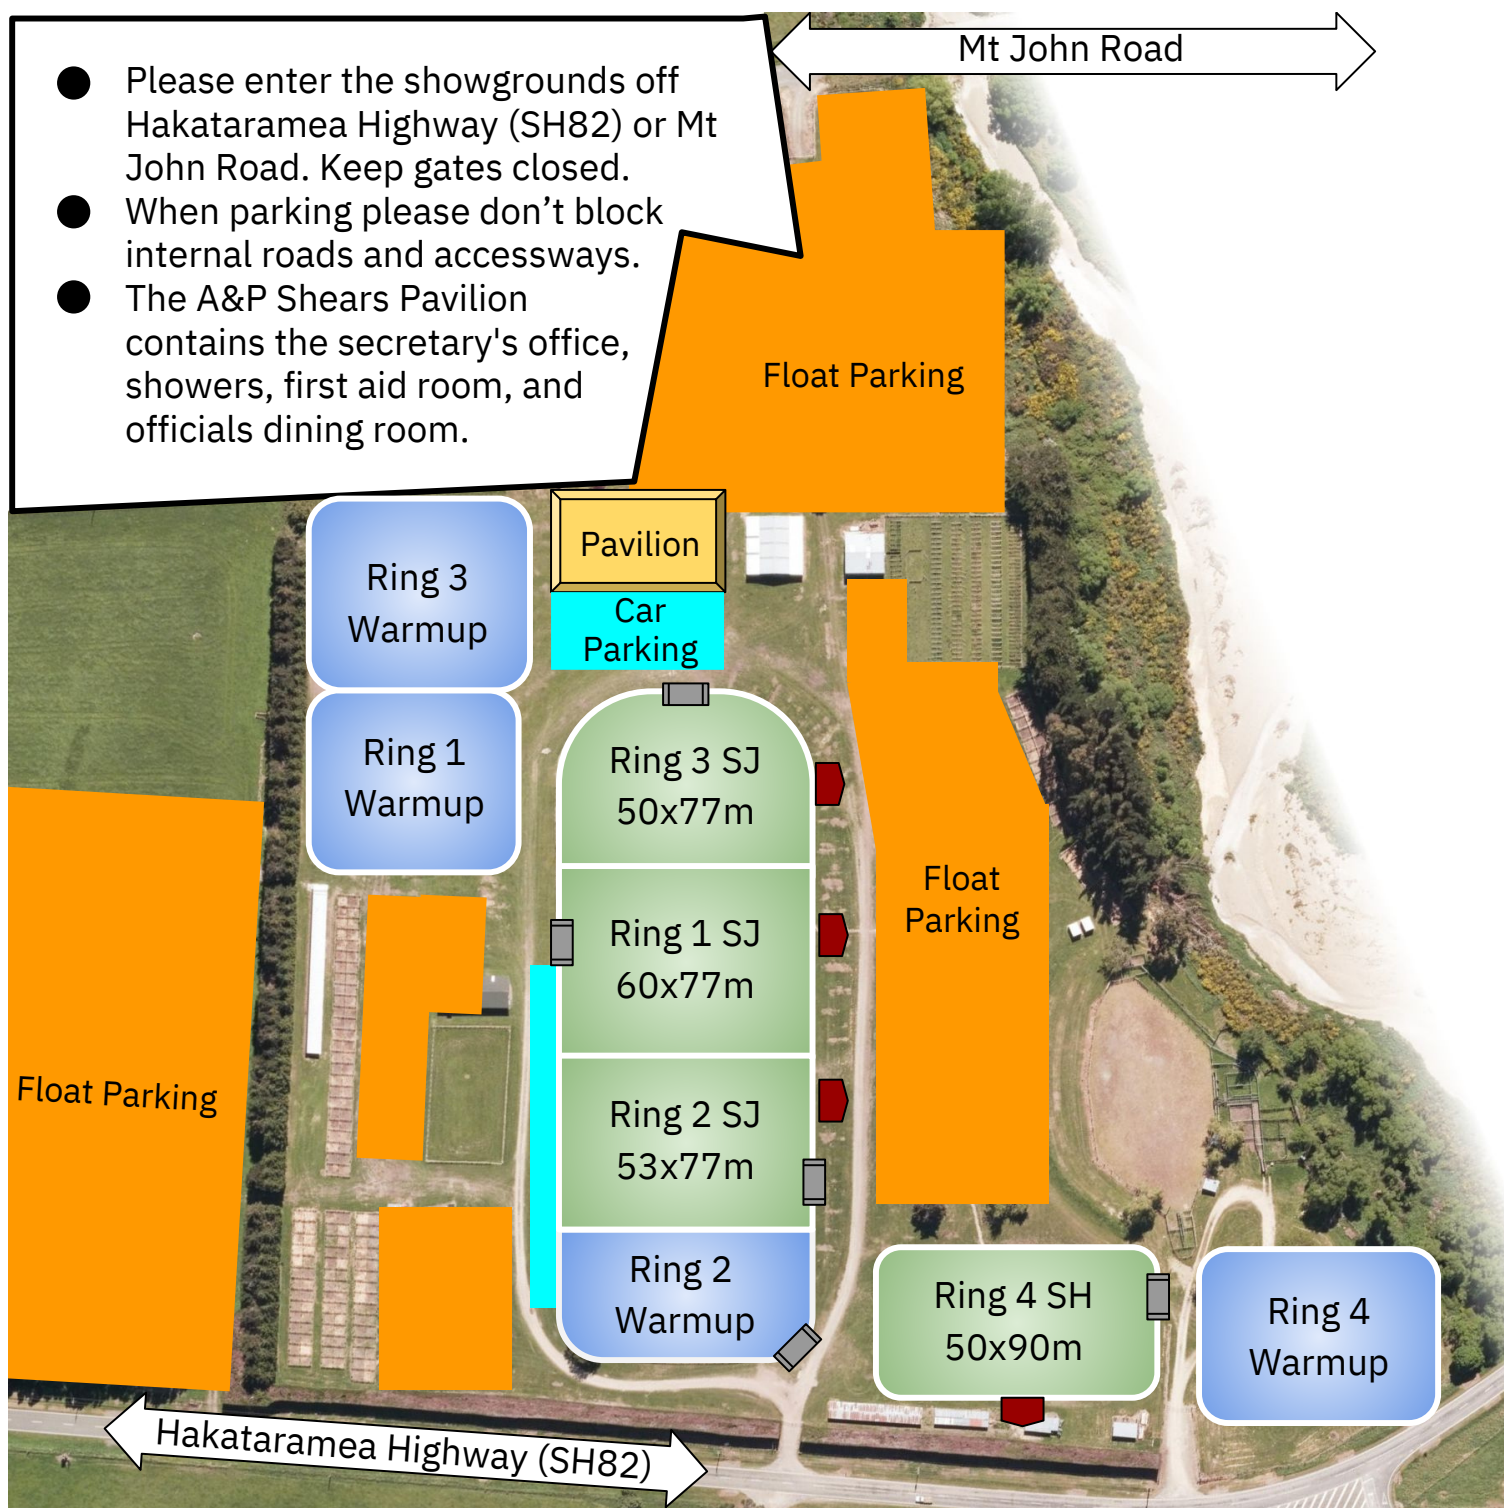 Mt John Road
● Please enter the showgrounds off
Hakataramea Highway (SH82) or Mt
John Road. Keep gates closed.
● When parking please don’t block
internal roads and accessways.
● The A&P Shears Pavilion
contains the secretary's office,
showers, first aid room, and
officials dining room.
Float Parking
Pavilion
Car
Parking
Ring 3
Warmup
Ring 1
Warmup
Ring 3 SJ
50x77m
Ring 1 SJ
60x77m
Float
Parking
Float Parking
Ring 2 SJ
53x77m
Ring 2
Warmup
Ring 4 SH
50x90m
Ring 4
Warmup
Hakataramea Highway (SH82)